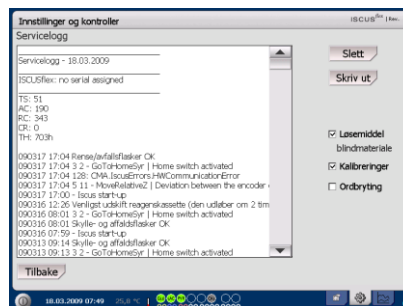 Innstillinger og kontroller
ISCUSflex
Servicelogg
Servicelogg - 18.03.2009
ISCUSflex: no serial assigned
TS: 51
AC: 190
RC: 343
CR: 0
TH: 703h
090317 17:04 Rense/avfallsflasker OK
090317 17:04 3 2 - GoToHomeSyr | Home switch activated
090317 17:04 128: CMA.IscusErrors.HWCommunicationError
090317 17:04 5 11 - MoveRelativeZ | Deviation between the encoder
090317 17:00 - Iscus start-up
090316 12:26 Venligst udskift reagenskassette (den udløber om 2 tim
090316 08:01 3 2 - GoToHomeSyr | Home switch activated
090316 08:01 Skylle- og affaldsflasker OK
090316 07:59 - Iscus start-up
090313 09:14 Skylle- og affaldsflasker OK
090313 09:13 3 2 - GoToHomeSyr | Home switch activated
Slett
Skriv ut
Løsemiddel
blindmateriale
Kalibreringer
Ordbryting
Tilbake
18.03.2009 07:49 25,8 °C